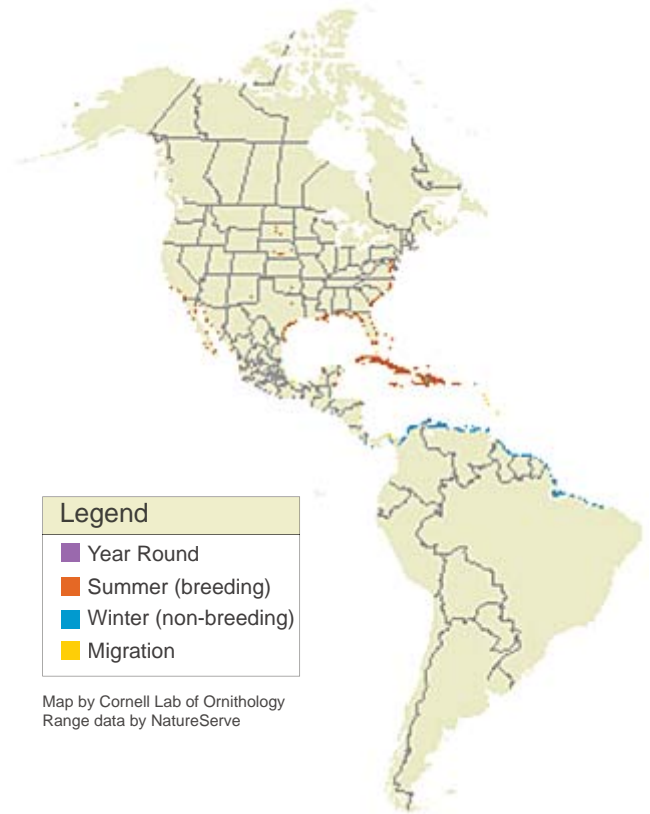 Legend
Year Round
Summer (breeding)
Winter (non-breeding)
Migration
Map by Cornell Lab of Ornithology
Range data by NatureServe